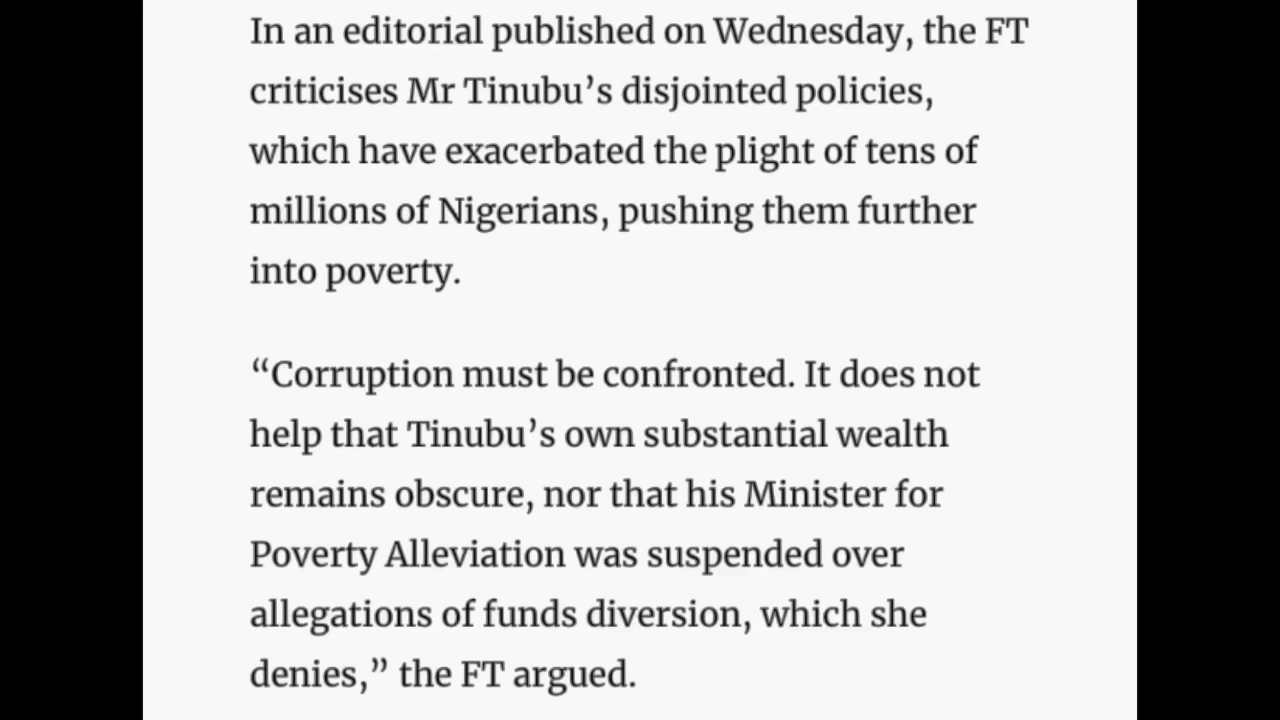 In an editorial published on Wednesday, the FT
criticises Mr Tinubu’s disjointed policies,
which have exacerbated the plight of tens of
millions of Nigerians, pushing them further
into poverty.
“Corruption must be confronted. It does not
help that Tinubu’s own substantial wealth
remains obscure, nor that his Minister for
Poverty Alleviation was suspended over
allegations of funds diversion, which she
denies,” the FT argued.